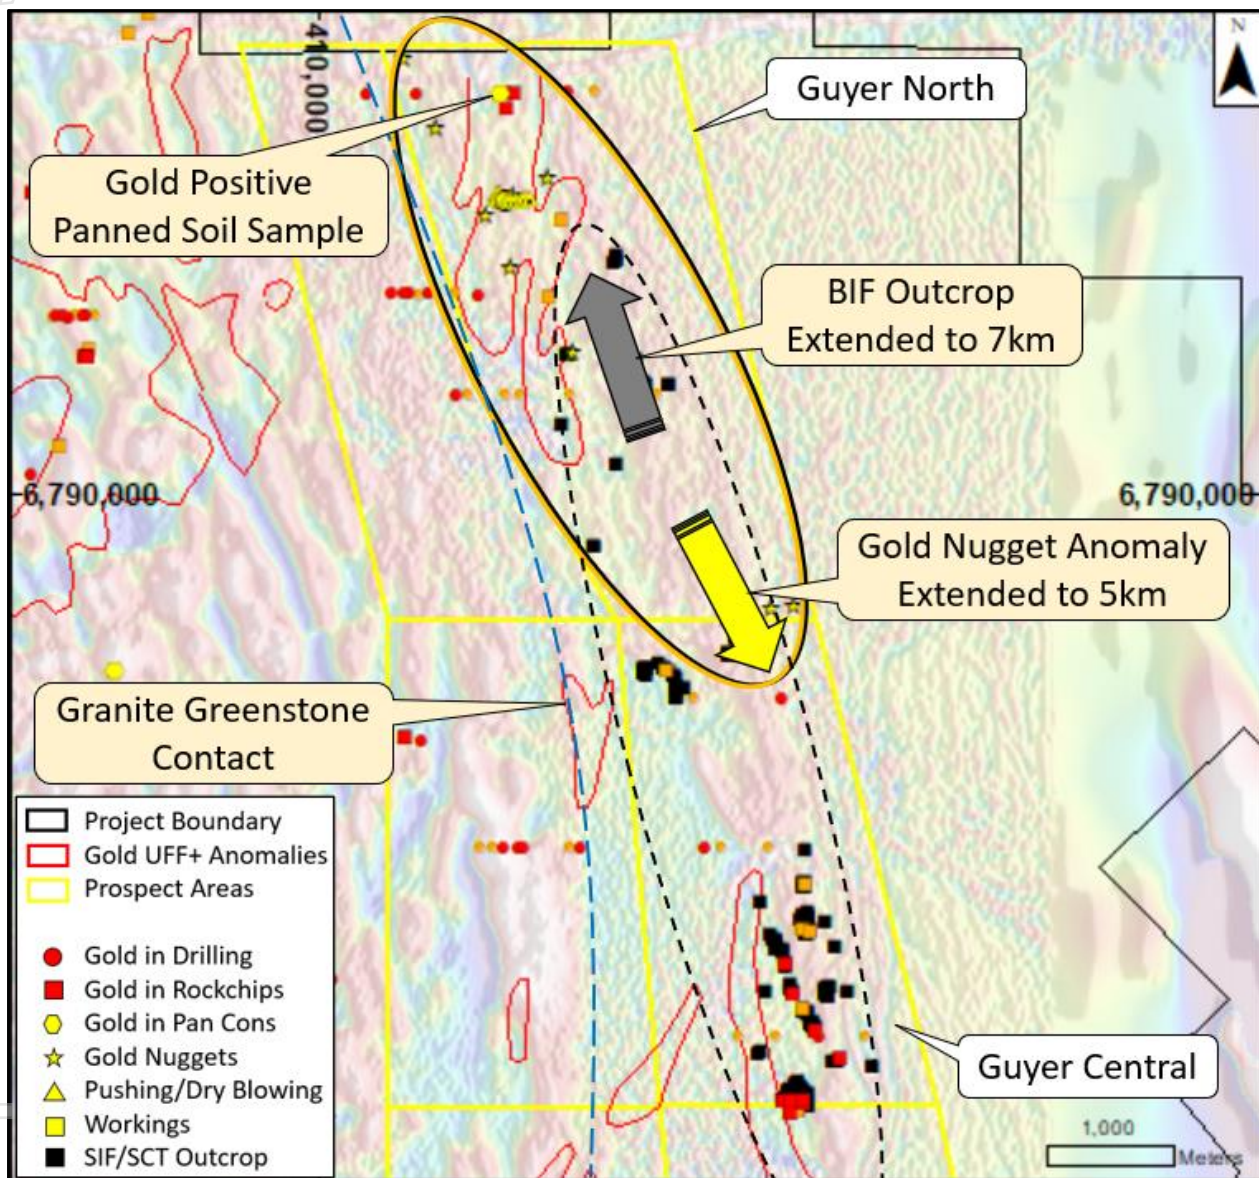 410,000
N
Guyer North
Gold Positive
Panned Soil Sample
BIF Outcrop
Extended to 7km
6,790,000
6,790,000
Gold Nugget Anomaly
Extended to 5km
Granite Greenstone
Contact
Project Boundary
Gold UFF+ Anomalies
Prospect Areas
Gold in Drilling
Gold in Rockchips
Gold in Pan Cons
Gold Nuggets
Pushing/Dry Blowing
Workings
SIF/SCT Outcrop
Guyer Central
1,000
Meters